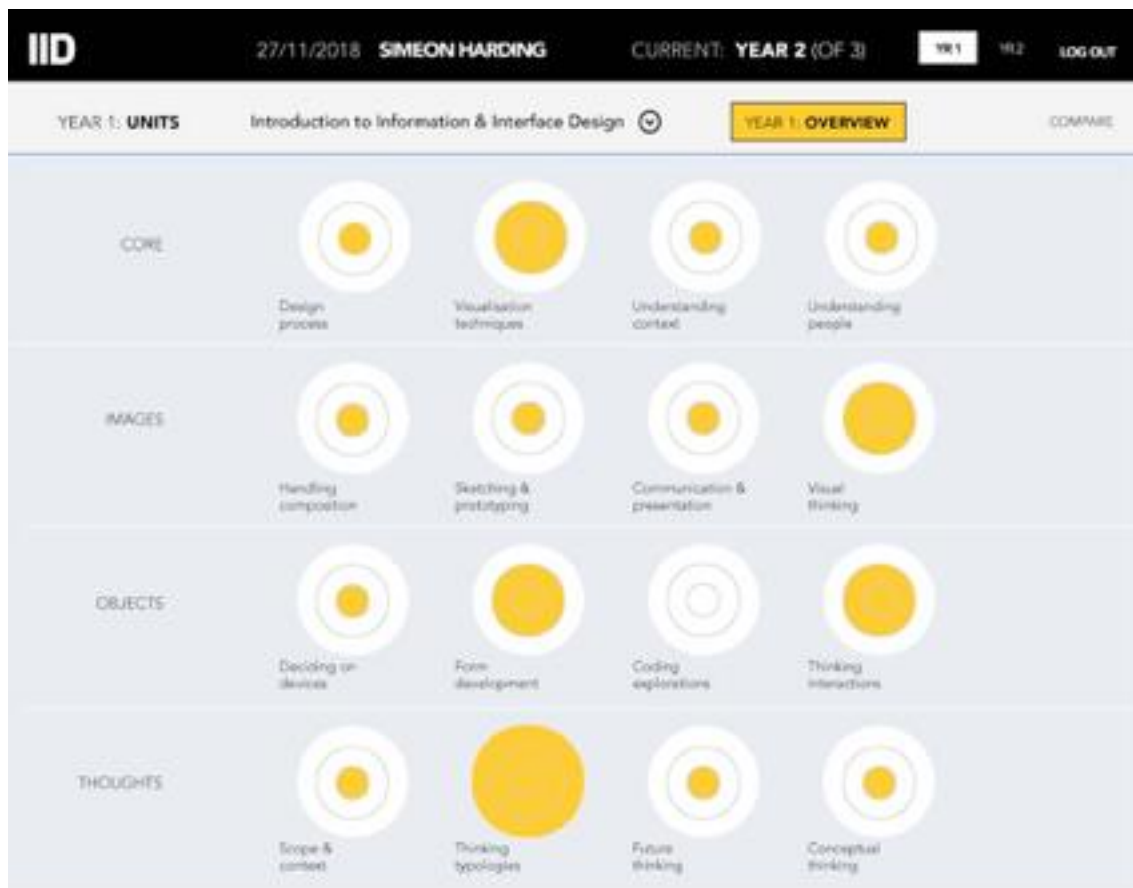 IID
27/11/2018 SIMEON HARDING
CURRENT: YEAR 2 (OF 3)
YR 1
YR 2
LOG OUT
YEAR 1: UNITS
Introduction to Information & Interface Design
YEAR 1: OVERVIEW
COMPARE
CORE
Design
process
Visualisation
techniques
Understanding
context
Understanding
people
IMAGES
Handling
composition
Sketching &
prototyping
Communication &
presentation
Visual
thinking
OBJECTS
Deciding on
devices
Form
development
Coding
explorations
Thinking
interactions
THOUGHTS
Scope &
context
Thinking
typologies
Future
thinking
Conceptual
thinking